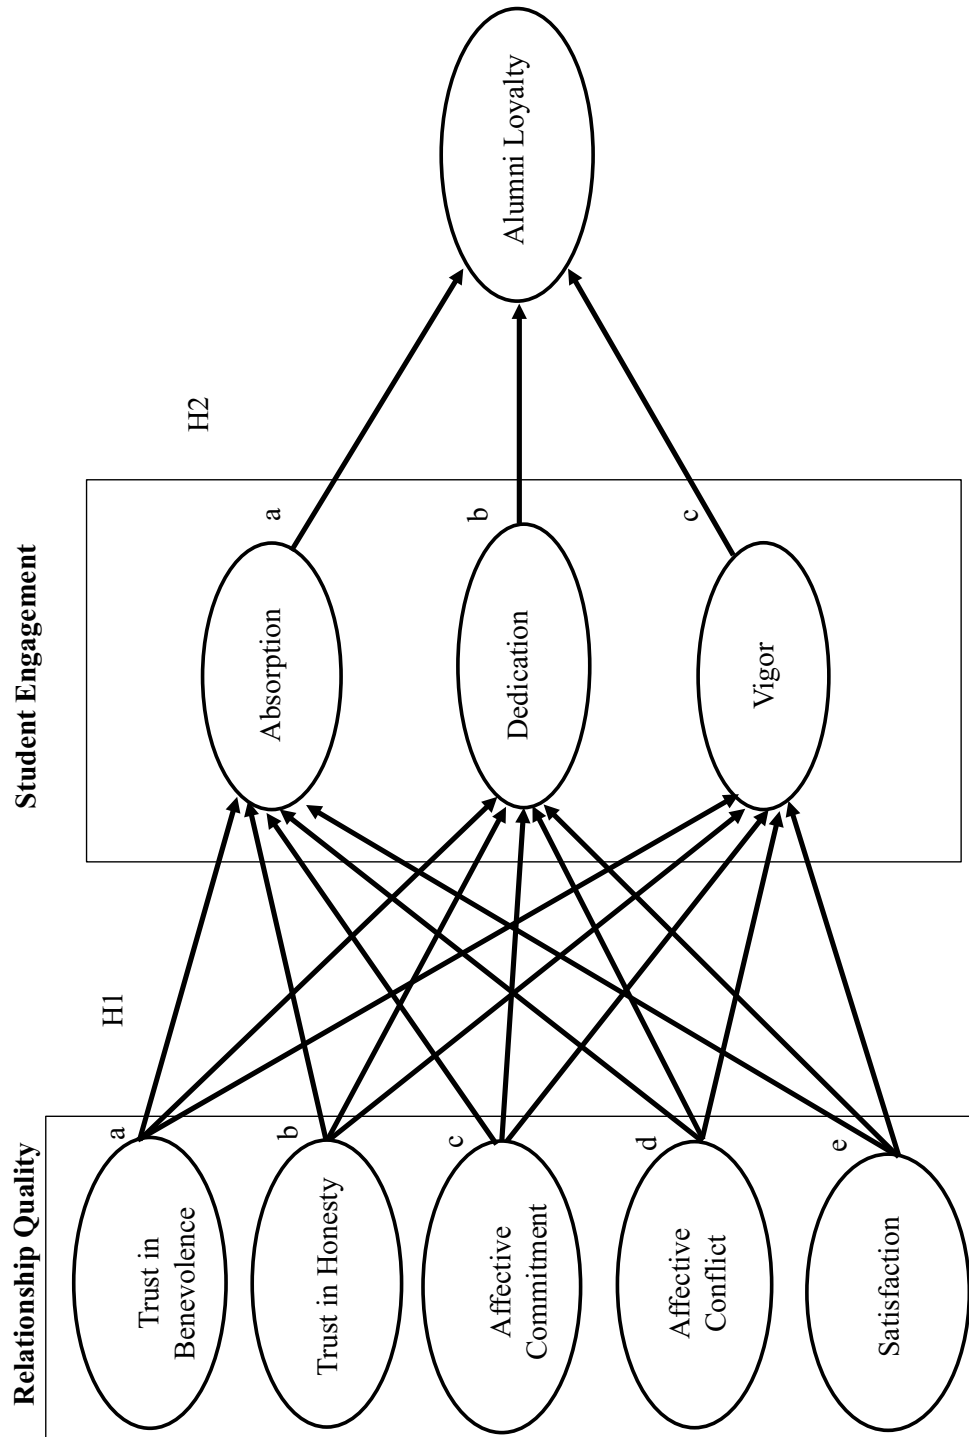 Relationship Quality
Student Engagement
H1
H2
a
Trust in
Benevolence
b
Trust in Honesty
c
Affective
Commitment
d
Affective
Conflict
e
Satisfaction
a
Absorption
b
Dedication
c
Vigor
Alumni Loyalty